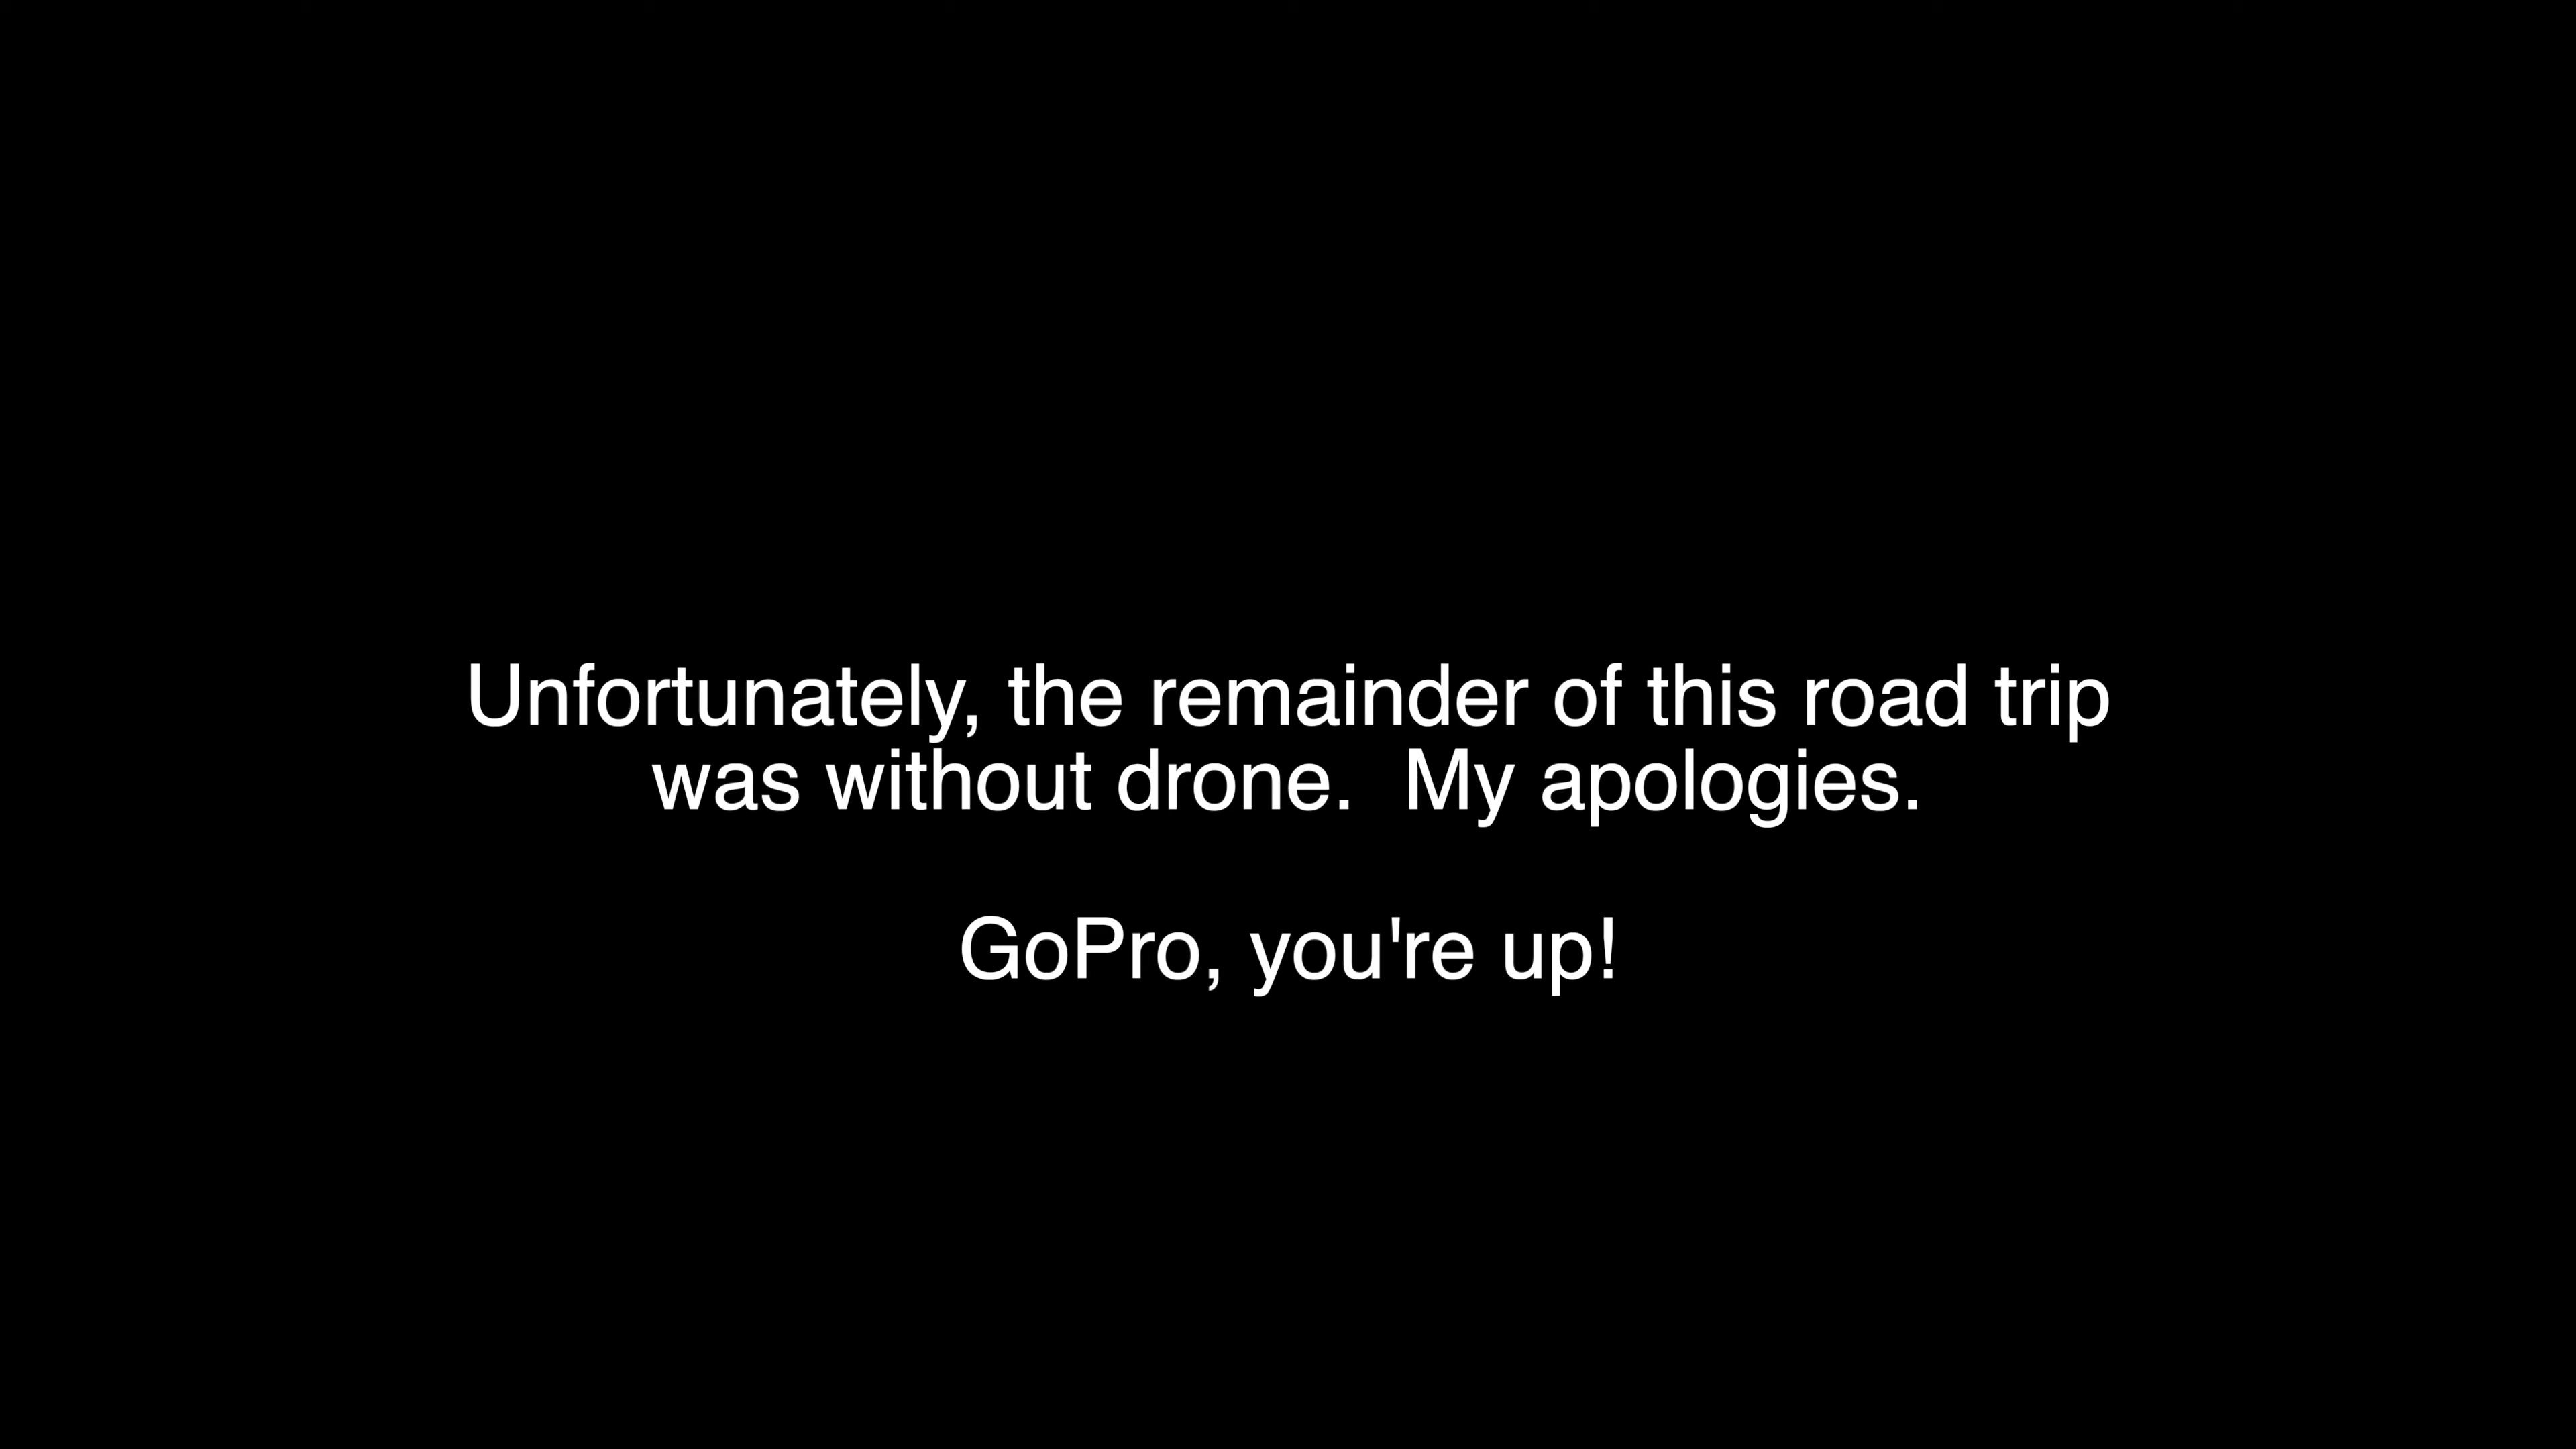 Unfortunately, the remainder of this road trip
was without drone.  My apologies.
GoPro, you're up!